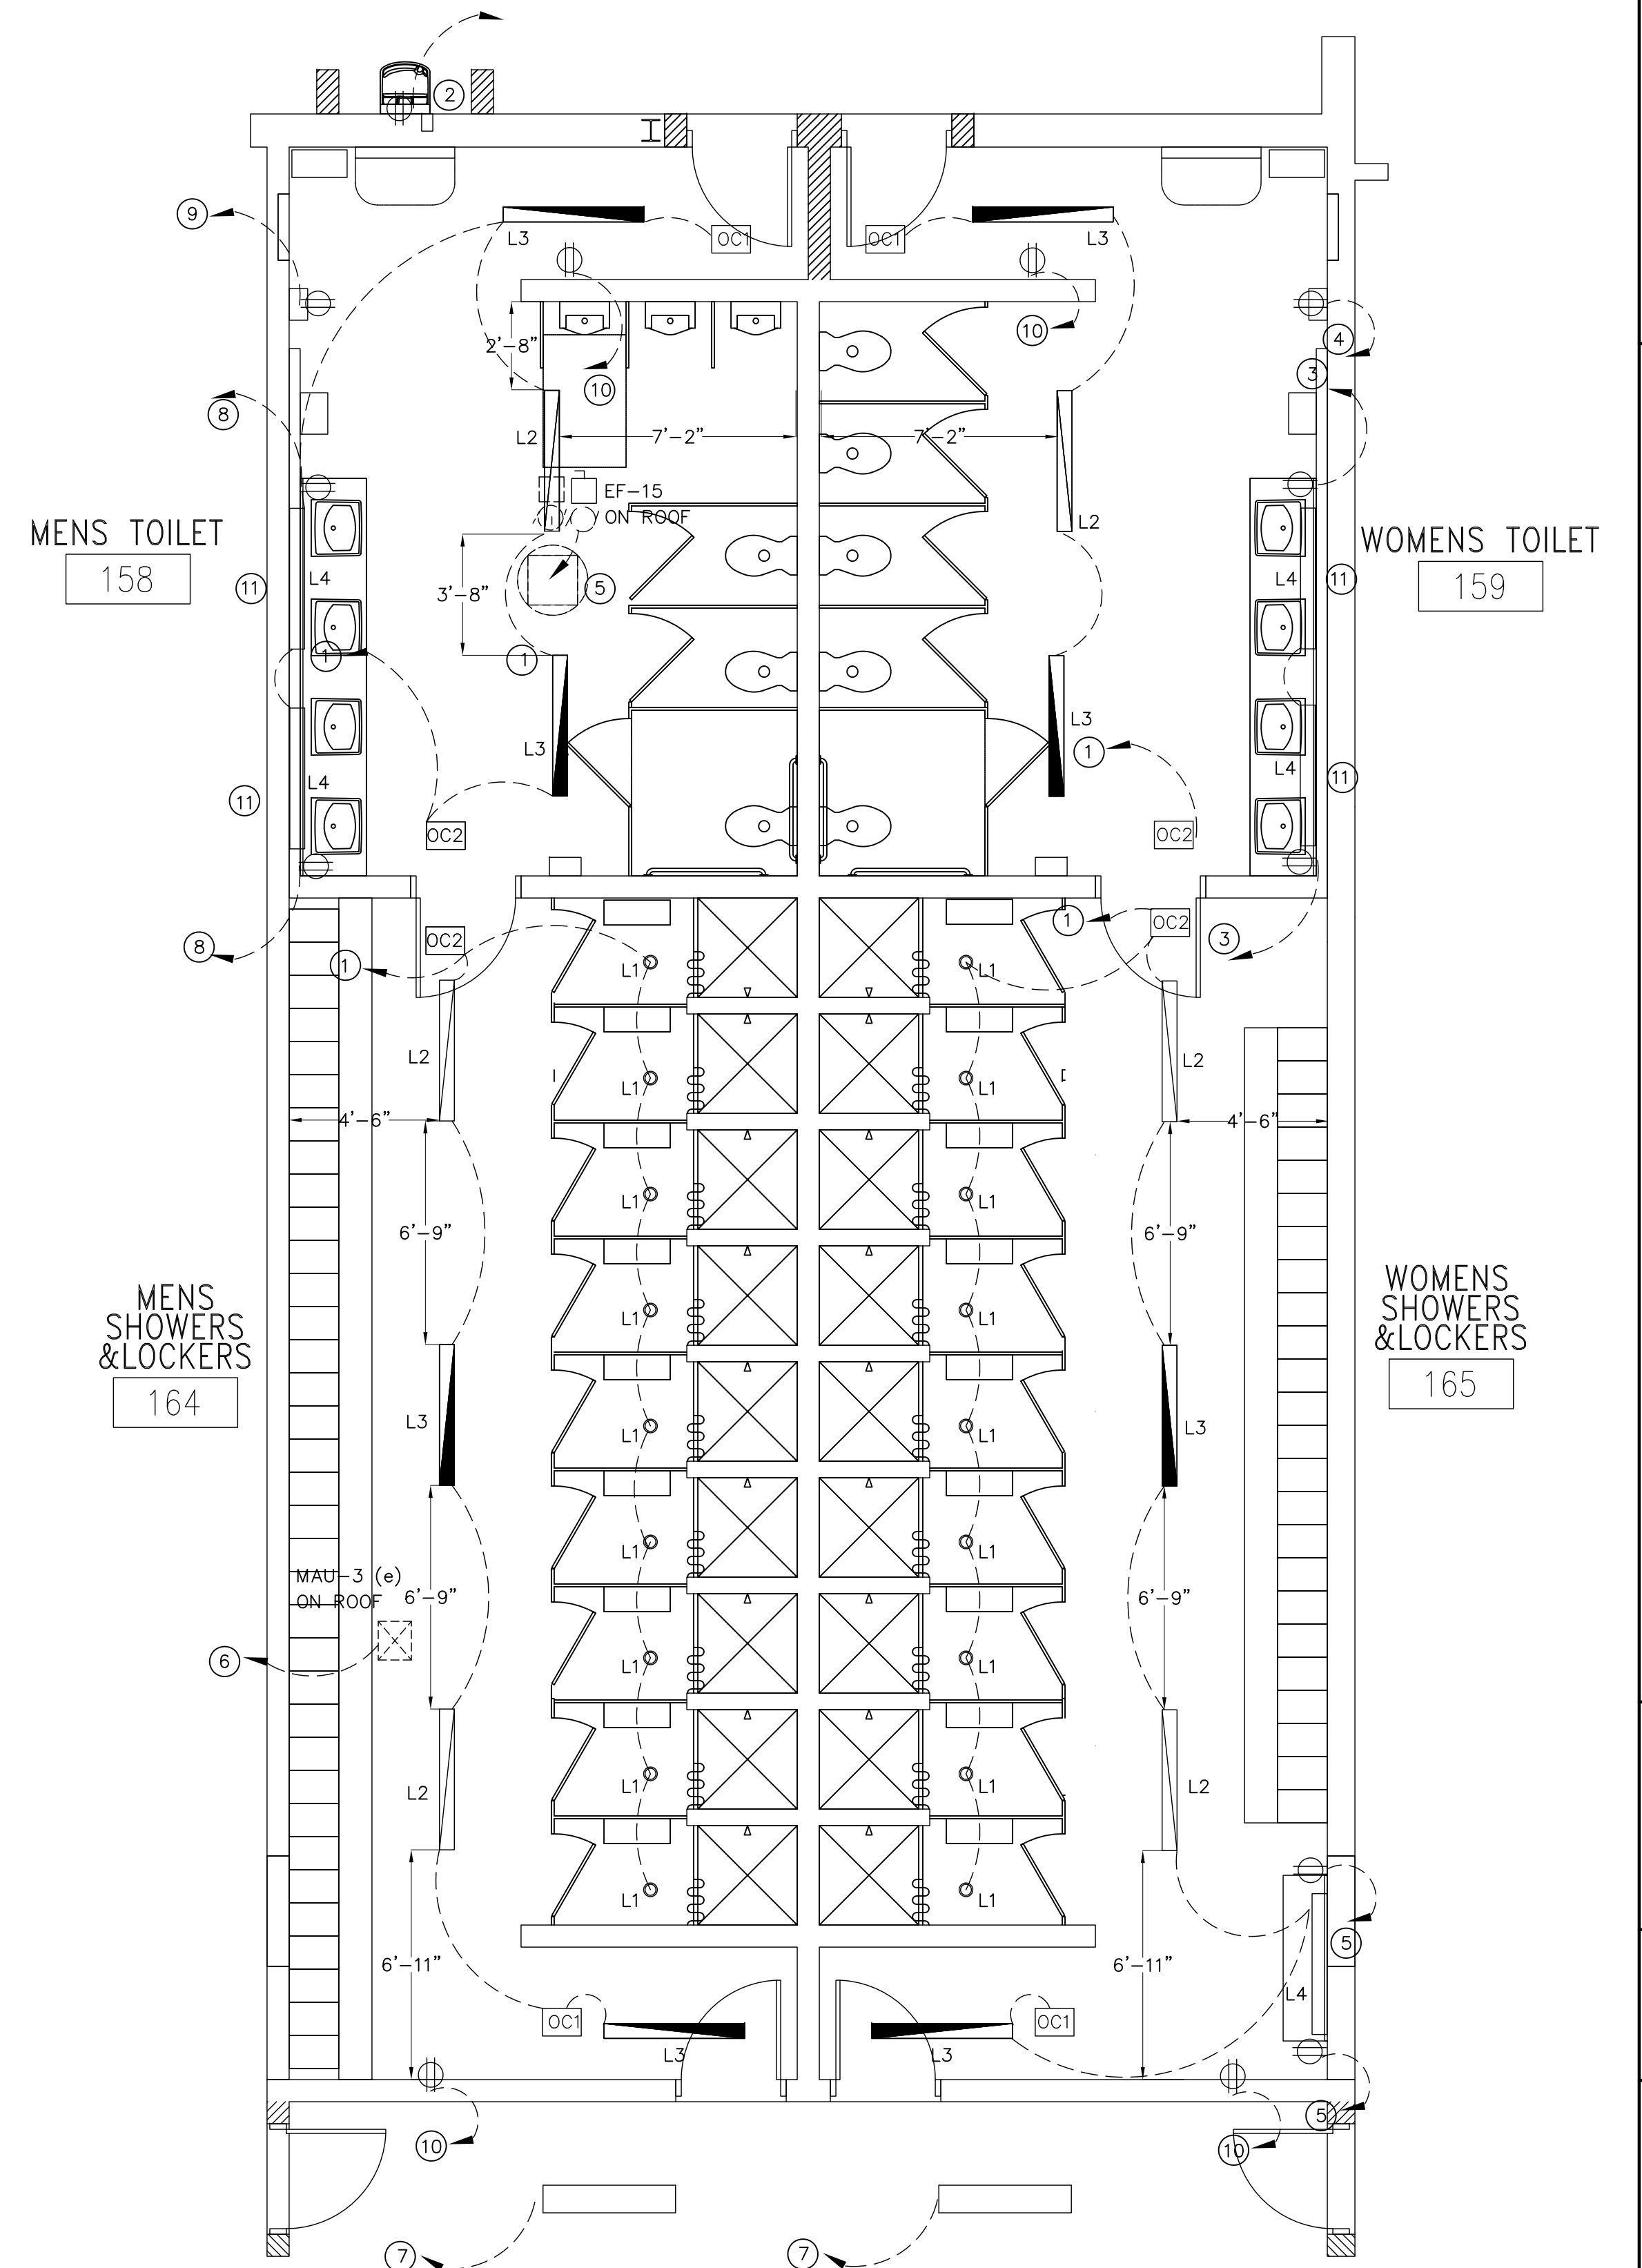 2
9
L3
OC1
OC1
L3
10
4
2'-8"
3
10
8
L2
7'-2"
7'-2"
EF-15
ON ROOF
L2
MENS TOILET
158
WOMENS TOILET
159
L4
11
3'-8"
5
L4
11
1
1
L3
L3
1
L4
11
L4
11
OC2
OC2
8
OC2
1
1
OC2
3
L1
L1
L2
L2
L1
L1
4'-6"
4'-6"
L1
L1
6'-9"
6'-9"
MENS
SHOWERS
&LOCKERS
164
WOMENS
SHOWERS
&LOCKERS
165
L1
L1
L3
L3
L1
L1
L1
L1
MAU-3 (e)
ON ROOF
6'-9"
6'-9"
6
L1
L1
L2
L2
L1
L1
L1
L1
5
6'-11"
6'-11"
L4
OC1
OC1
L3
L3
5
10
10
7
7